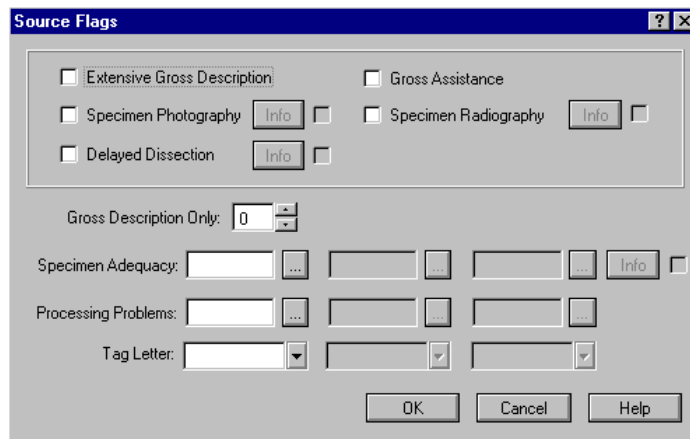 Source Flags ? X
Extensive Gross Description Gross Assistance
Specimen Photography Info Specimen Radiography Info
Delayed Dissection Info
Gross Description Only: 0
Specimen Adequacy: ... ... ... Info
Processing Problems: ... ... ...
Tag Letter:
OK Cancel Help